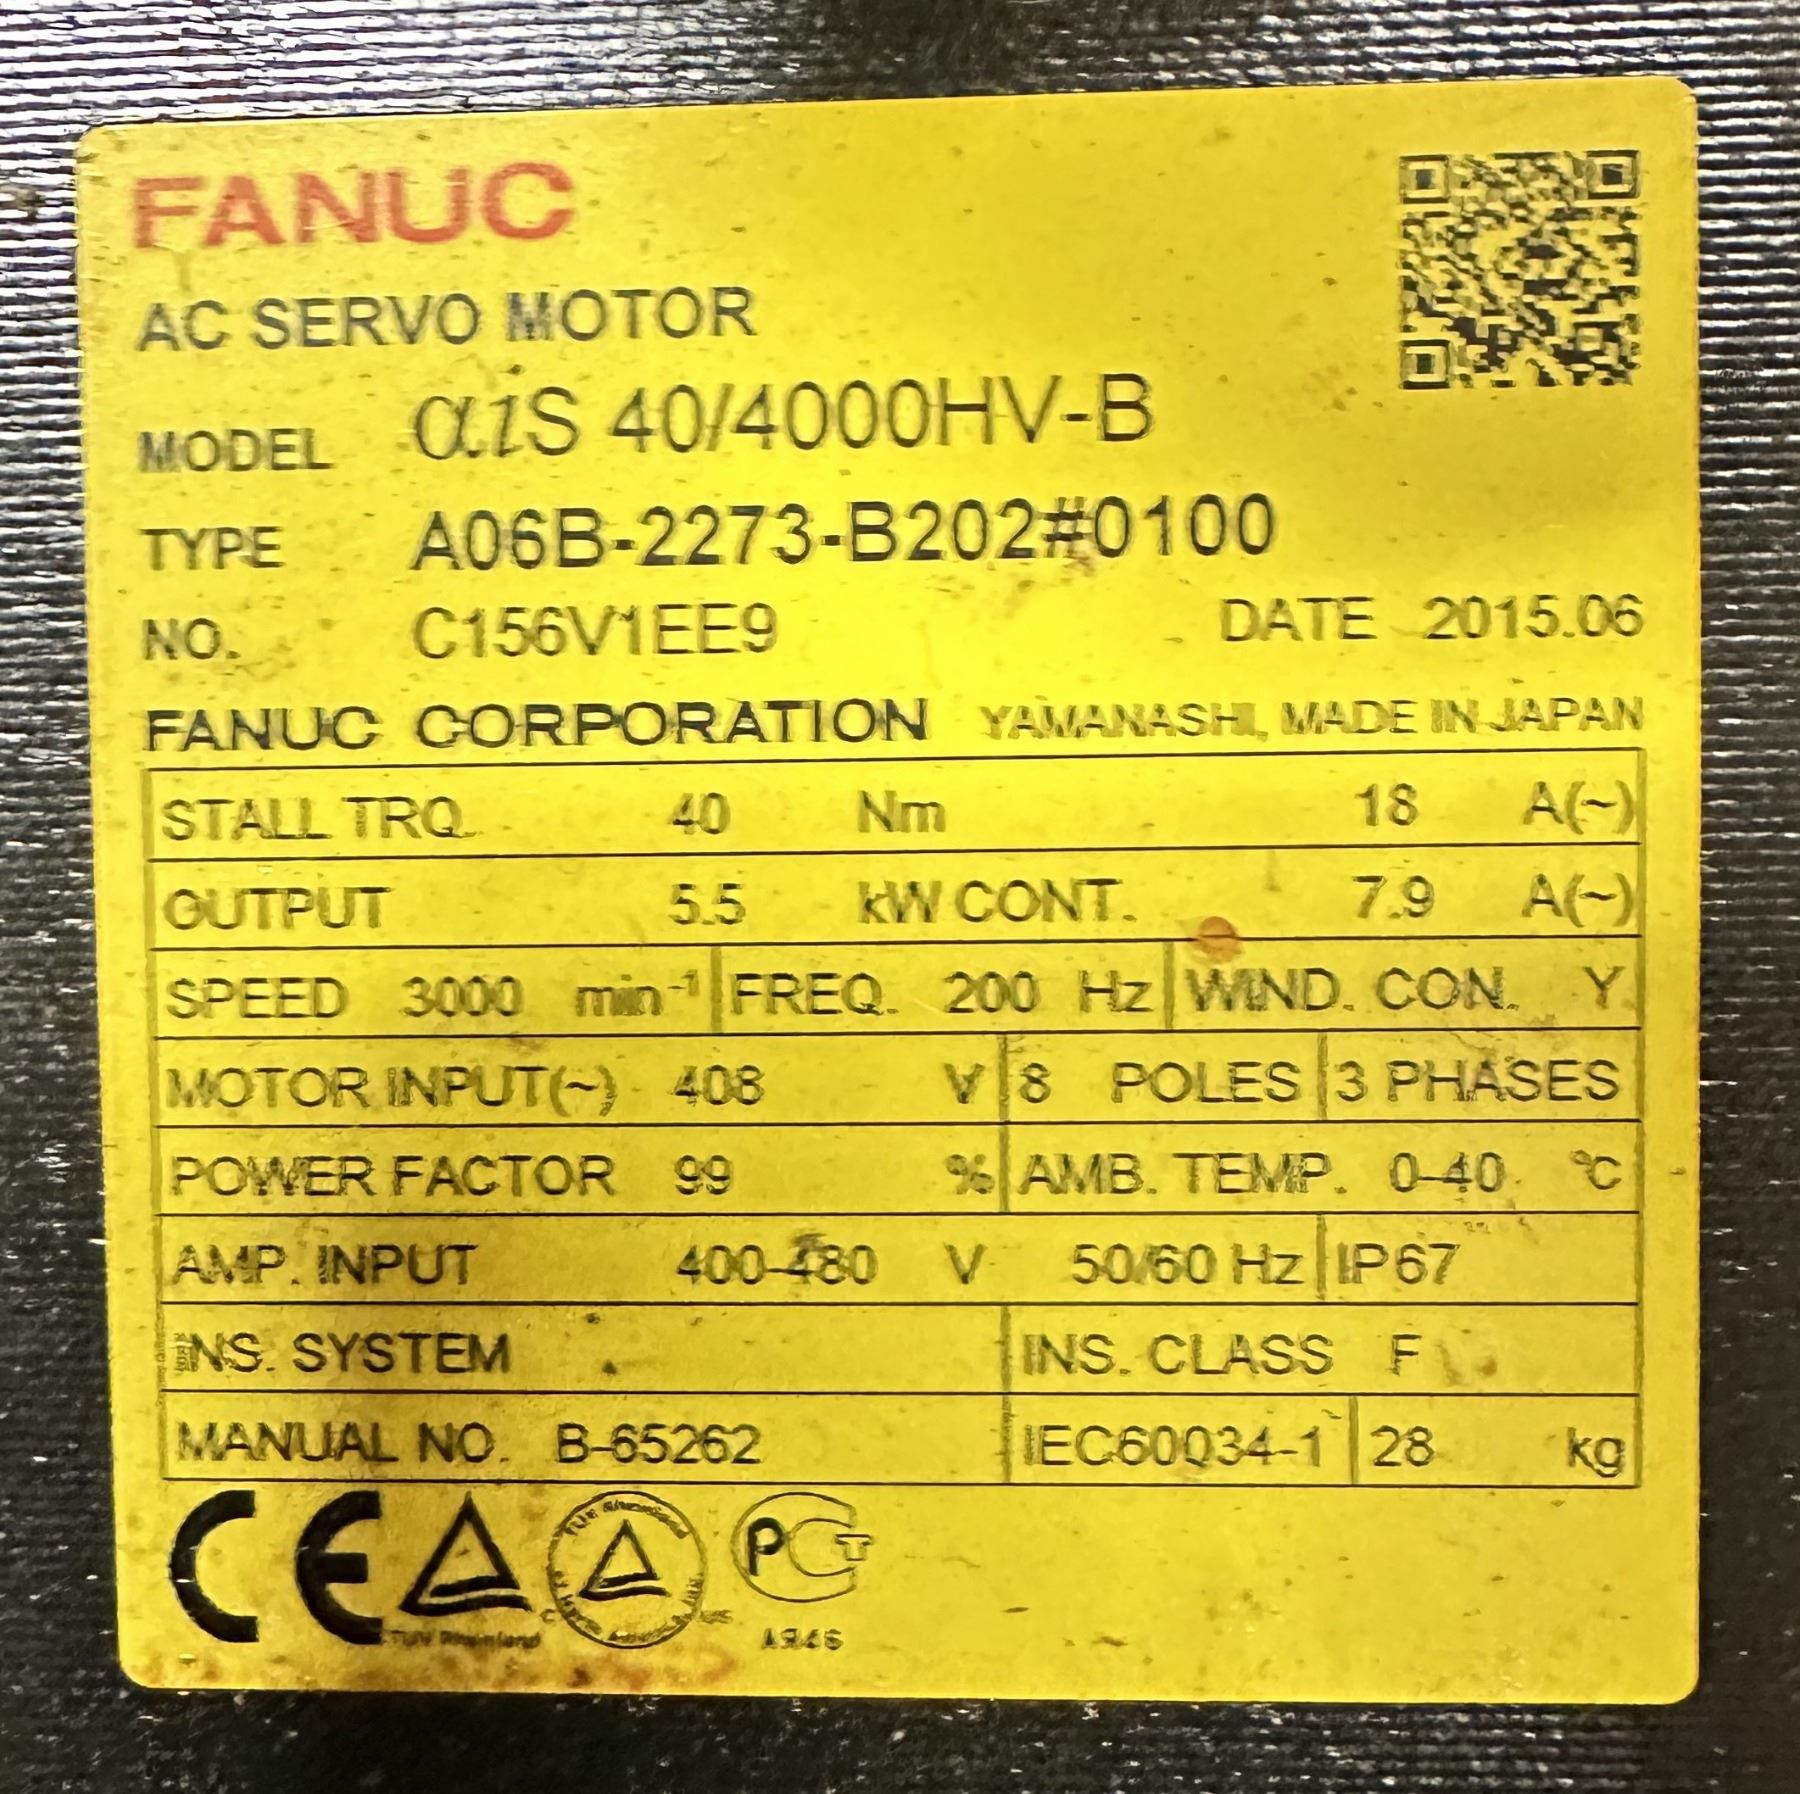 FANUC
AC SERVO MOTOR
MODEL αiS 40/4000HV-B
TYPE A06B-2273-B202#0100
NO. C156V1EE9 DATE 2015.06
FANUC CORPORATION YAMANASHI, MADE IN JAPAN
STALL TRQ. 40 Nm 18 A(~)
OUTPUT 5.5 kW CONT. 7.9 A(~)
SPEED 3000 min⁻¹ FREQ. 200 Hz WIND. CON. Y
MOTOR INPUT(~) 408 V 8 POLES 3 PHASES
POWER FACTOR 99 % AMB. TEMP. 0-40 °C
AMP. INPUT 400-480 V 50/60 Hz IP67
INS. SYSTEM INS. CLASS F
MANUAL NO. B-65262 IEC60034-1 28 kg
CE
TUV Rheinland
PCT